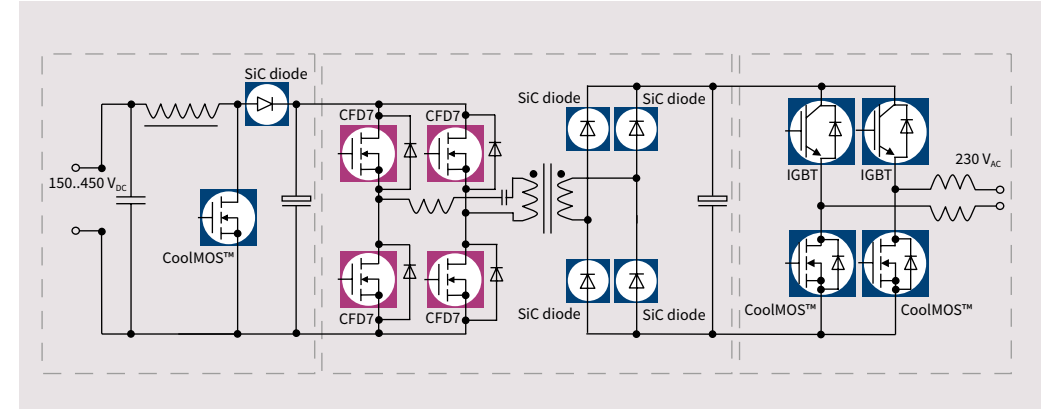 SiC diode
CoolMOS™
150..450 V_DC
CFD7
CFD7
CFD7
CFD7
SiC diode
SiC diode
SiC diode
SiC diode
IGBT
IGBT
CoolMOS™
CoolMOS™
230 V_AC